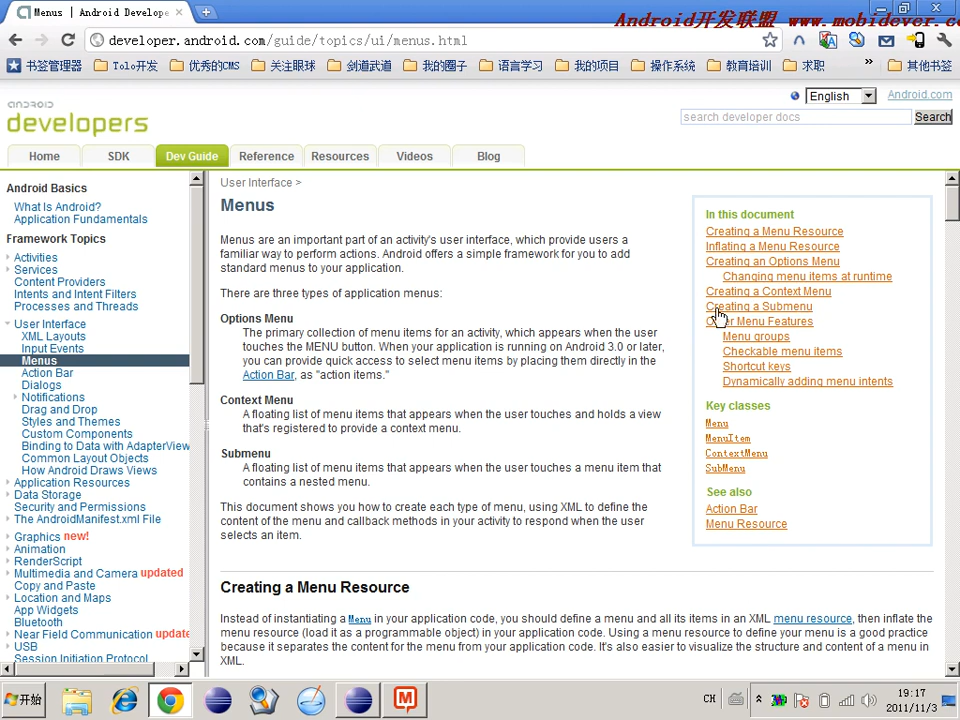 Menus | Android Develope
Android开发联盟 www.mobidever.co
developer.android.com/guide/topics/ui/menus.html
书签管理器 Tolo开发 优秀的CMS 关注眼球 剑道武道 我的圈子 语言学习 我的项目 操作系统 教育培训 求职 » 其他书签
English Android.com
android
developers
search developer docs Search
Home SDK Dev Guide Reference Resources Videos Blog
Android Basics
What Is Android?
Application Fundamentals
Framework Topics
Activities
Services
Content Providers
Intents and Intent Filters
Processes and Threads
User Interface
XML Layouts
Input Events
Menus
Action Bar
Dialogs
Notifications
Drag and Drop
Styles and Themes
Custom Components
Binding to Data with AdapterView
Common Layout Objects
How Android Draws Views
Application Resources
Data Storage
Security and Permissions
The AndroidManifest.xml File
Graphics new!
Animation
RenderScript
Multimedia and Camera updated
Copy and Paste
Location and Maps
App Widgets
Bluetooth
Near Field Communication update
USB
Session Initiation Protocol
User Interface >
Menus
Menus are an important part of an activity's user interface, which provide users a
familiar way to perform actions. Android offers a simple framework for you to add
standard menus to your application.
There are three types of application menus:
Options Menu
The primary collection of menu items for an activity, which appears when the user
touches the MENU button. When your application is running on Android 3.0 or later,
you can provide quick access to select menu items by placing them directly in the
Action Bar, as "action items."
Context Menu
A floating list of menu items that appears when the user touches and holds a view
that's registered to provide a context menu.
Submenu
A floating list of menu items that appears when the user touches a menu item that
contains a nested menu.
This document shows you how to create each type of menu, using XML to define the
content of the menu and callback methods in your activity to respond when the user
selects an item.
In this document
Creating a Menu Resource
Inflating a Menu Resource
Creating an Options Menu
Changing menu items at runtime
Creating a Context Menu
Creating a Submenu
Other Menu Features
Menu groups
Checkable menu items
Shortcut keys
Dynamically adding menu intents
Key classes
Menu
MenuItem
ContextMenu
SubMenu
See also
Action Bar
Menu Resource
Creating a Menu Resource
Instead of instantiating a Menu in your application code, you should define a menu and all its items in an XML menu resource, then inflate the
menu resource (load it as a programmable object) in your application code. Using a menu resource to define your menu is a good practice
because it separates the content for the menu from your application code. It's also easier to visualize the structure and content of a menu in
XML.
开始 CH 19:17
2011/11/3